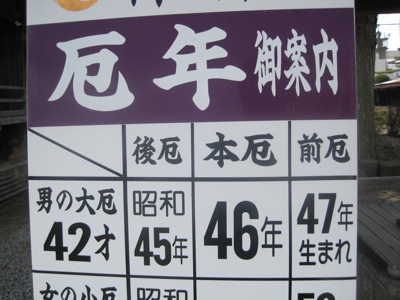 厄年 御案内
後厄 本厄 前厄
男の大厄 昭和 47年
42才 45年 46年 生まれ
女の小厄 昭和